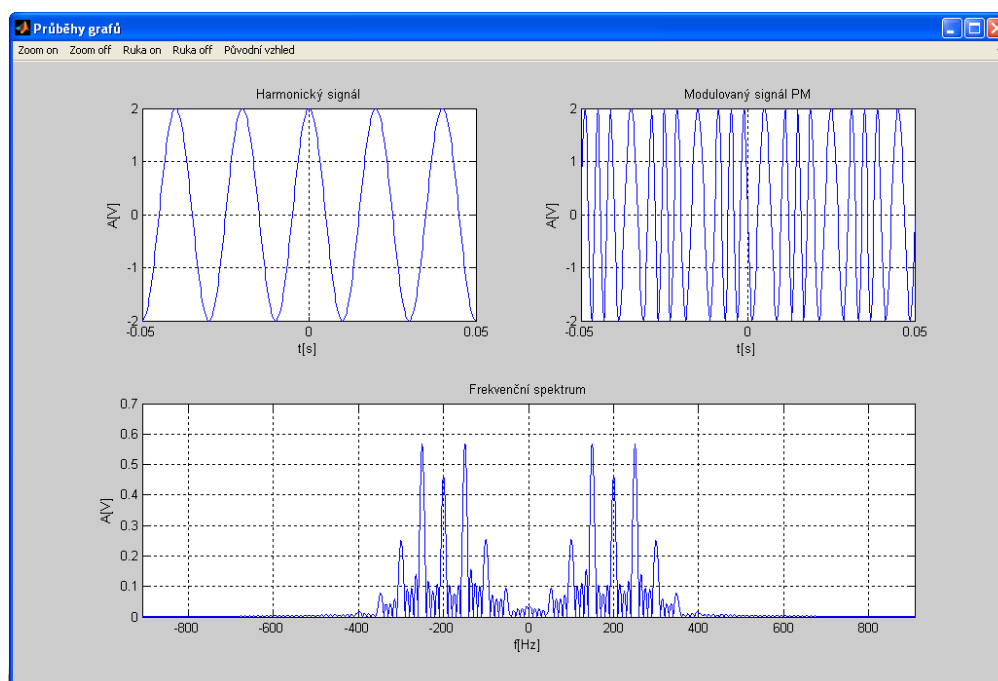 Průběhy grafů
Zoom on Zoom off Ruka on Ruka off Původní vzhled
Harmonický signál
2
1
0
-1
-2
A[V]
-0.05 0 0.05
t[s]
Modulovaný signál PM
2
1
0
-1
-2
A[V]
-0.05 0 0.05
t[s]
Frekvenční spektrum
0.7
0.6
0.5
0.4
0.3
0.2
0.1
0
A[V]
-800 -600 -400 -200 0 200 400 600 800
f[Hz]